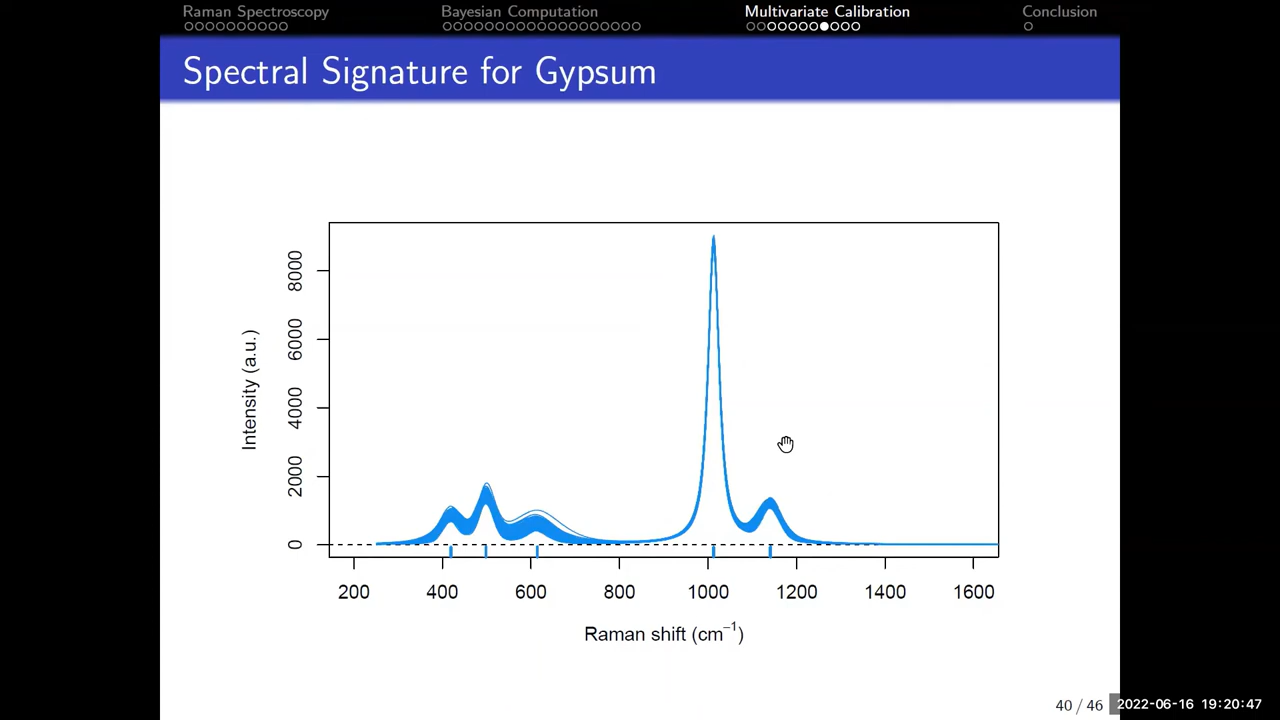 Raman Spectroscopy Bayesian Computation Multivariate Calibration Conclusion
Spectral Signature for Gypsum
Intensity (a.u.)
8000
6000
4000
2000
0
200 400 600 800 1000 1200 1400 1600
Raman shift (cm⁻¹)
40 / 46 2022-06-16 19:20:47